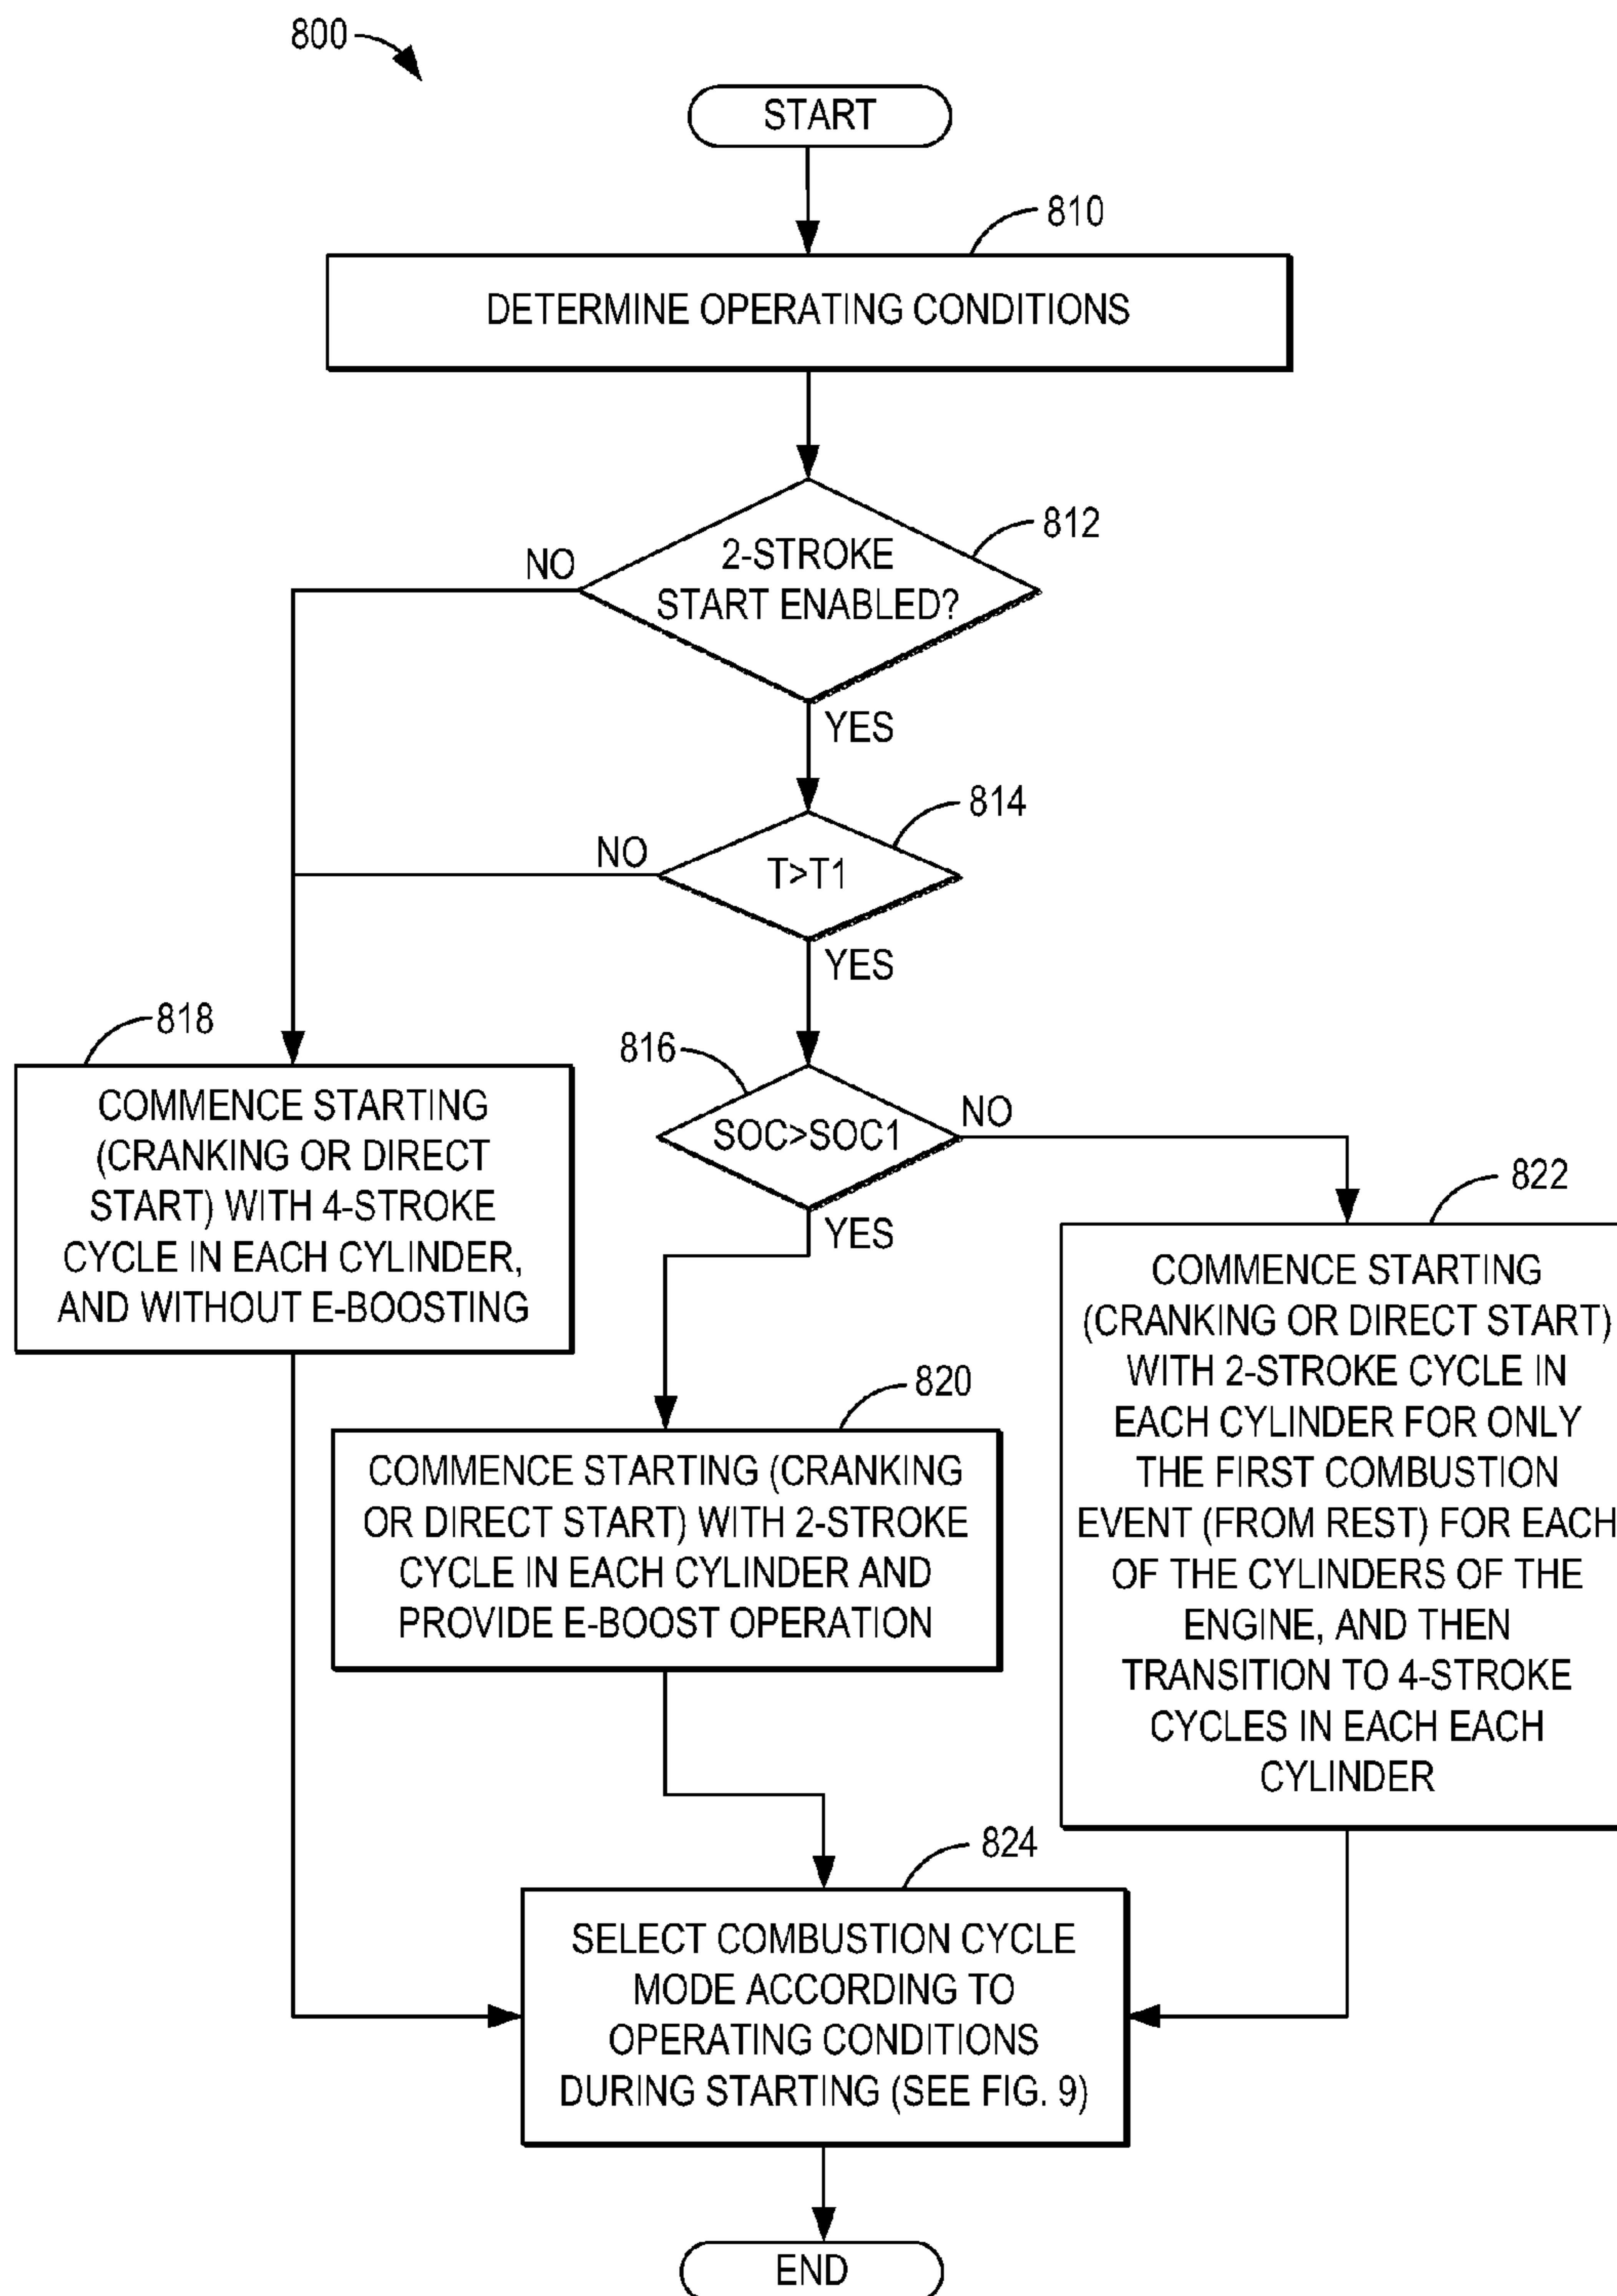 800
START
810
DETERMINE OPERATING CONDITIONS
812
2-STROKE
START ENABLED?
NO
YES
814
T>T1
NO
YES
816
SOC>SOC1
NO
YES
818
COMMENCE STARTING
(CRANKING OR DIRECT
START) WITH 4-STROKE
CYCLE IN EACH CYLINDER,
AND WITHOUT E-BOOSTING
820
COMMENCE STARTING (CRANKING
OR DIRECT START) WITH 2-STROKE
CYCLE IN EACH CYLINDER AND
PROVIDE E-BOOST OPERATION
822
COMMENCE STARTING
(CRANKING OR DIRECT START)
WITH 2-STROKE CYCLE IN
EACH CYLINDER FOR ONLY
THE FIRST COMBUSTION
EVENT (FROM REST) FOR EACH
OF THE CYLINDERS OF THE
ENGINE, AND THEN
TRANSITION TO 4-STROKE
CYCLES IN EACH EACH
CYLINDER
824
SELECT COMBUSTION CYCLE
MODE ACCORDING TO
OPERATING CONDITIONS
DURING STARTING (SEE FIG. 9)
END